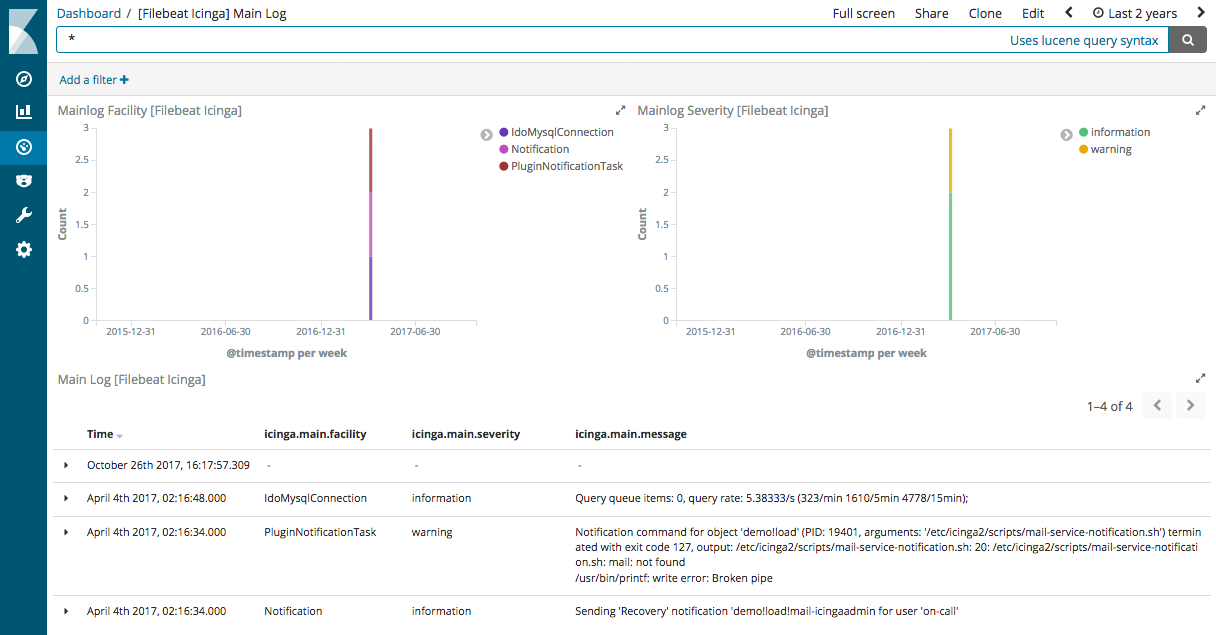 Dashboard / [Filebeat Icinga] Main Log
Full screen Share Clone Edit Last 2 years
*
Uses lucene query syntax
Add a filter +
Mainlog Facility [Filebeat Icinga]
3
2.5
2
1.5
1
0.5
0
Count
2015-12-31 2016-06-30 2016-12-31 2017-06-30
@timestamp per week
IdoMysqlConnection
Notification
PluginNotificationTask
Mainlog Severity [Filebeat Icinga]
3
2.5
2
1.5
1
0.5
0
Count
2015-12-31 2016-06-30 2016-12-31 2017-06-30
@timestamp per week
information
warning
Main Log [Filebeat Icinga]
1–4 of 4
Time icinga.main.facility icinga.main.severity icinga.main.message
October 26th 2017, 16:17:57.309 - - -
April 4th 2017, 02:16:48.000 IdoMysqlConnection information Query queue items: 0, query rate: 5.38333/s (323/min 1610/5min 4778/15min);
April 4th 2017, 02:16:34.000 PluginNotificationTask warning Notification command for object 'demo!load' (PID: 19401, arguments: '/etc/icinga2/scripts/mail-service-notification.sh') termin
ated with exit code 127, output: /etc/icinga2/scripts/mail-service-notification.sh: 20: /etc/icinga2/scripts/mail-service-notificati
on.sh: mail: not found
/usr/bin/printf: write error: Broken pipe
April 4th 2017, 02:16:34.000 Notification information Sending 'Recovery' notification 'demo!load!mail-icingaadmin for user 'on-call'